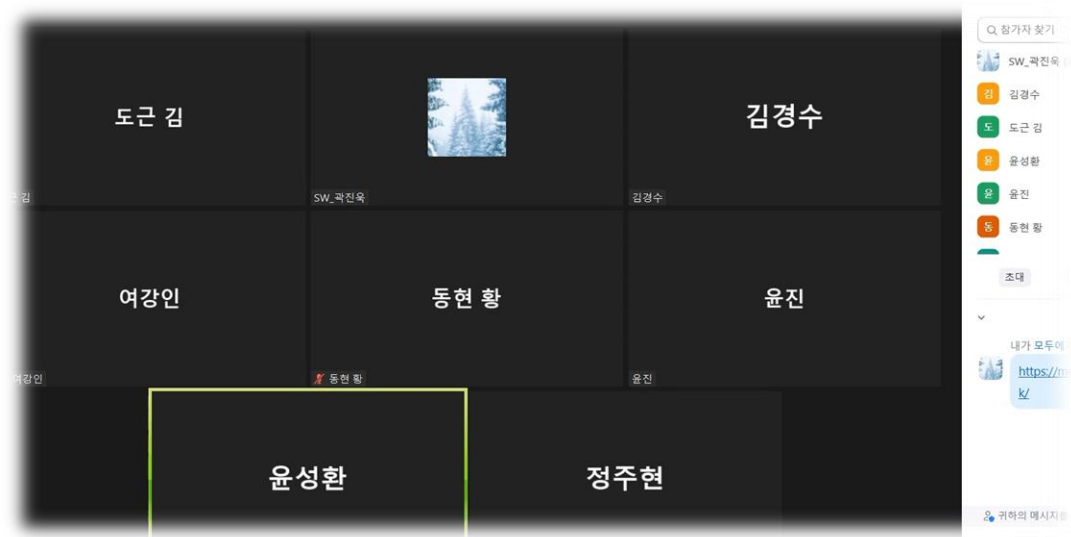 도근 김
김경수
김
SW_곽진욱
김경수
여강인
동현 황
윤진
여강인
동현 황
윤진
윤성환
정주현
참가자 찾기
SW_곽진욱
김 김경수
도 도근 김
윤 윤성환
윤 윤진
동 동현 황
초대
내가 모두에
https://m
k/
귀하의 메시지를